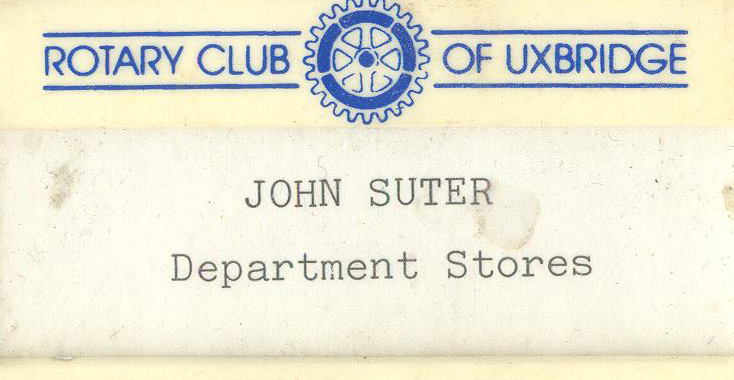 ROTARY CLUB OF UXBRIDGE
JOHN SUTER
Department Stores